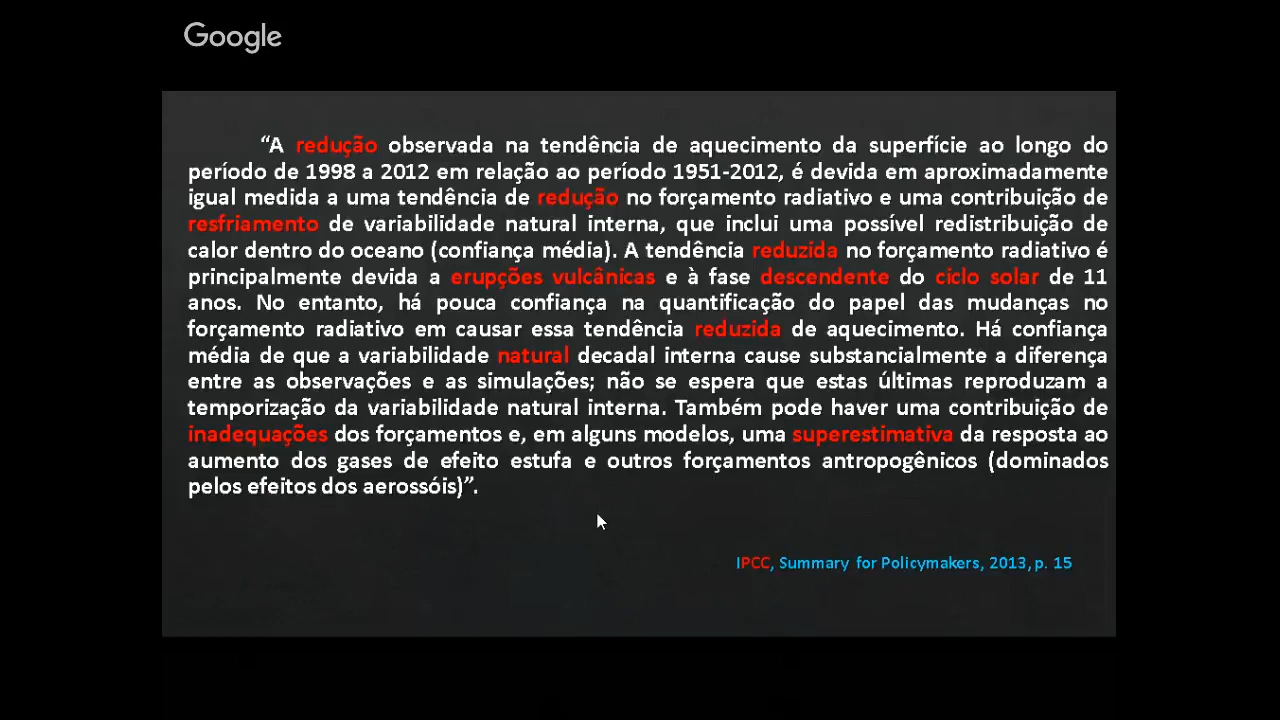 Google
“A redução observada na tendência de aquecimento da superfície ao longo do
período de 1998 a 2012 em relação ao período 1951-2012, é devida em aproximadamente
igual medida a uma tendência de redução no forçamento radiativo e uma contribuição de
resfriamento de variabilidade natural interna, que inclui uma possível redistribuição de
calor dentro do oceano (confiança média). A tendência reduzida no forçamento radiativo é
principalmente devida a erupções vulcânicas e à fase descendente do ciclo solar de 11
anos. No entanto, há pouca confiança na quantificação do papel das mudanças no
forçamento radiativo em causar essa tendência reduzida de aquecimento. Há confiança
média de que a variabilidade natural decadal interna cause substancialmente a diferença
entre as observações e as simulações; não se espera que estas últimas reproduzam a
temporização da variabilidade natural interna. Também pode haver uma contribuição de
inadequações dos forçamentos e, em alguns modelos, uma superestimativa da resposta ao
aumento dos gases de efeito estufa e outros forçamentos antropogênicos (dominados
pelos efeitos dos aerossóis)”.
IPCC, Summary for Policymakers, 2013, p. 15